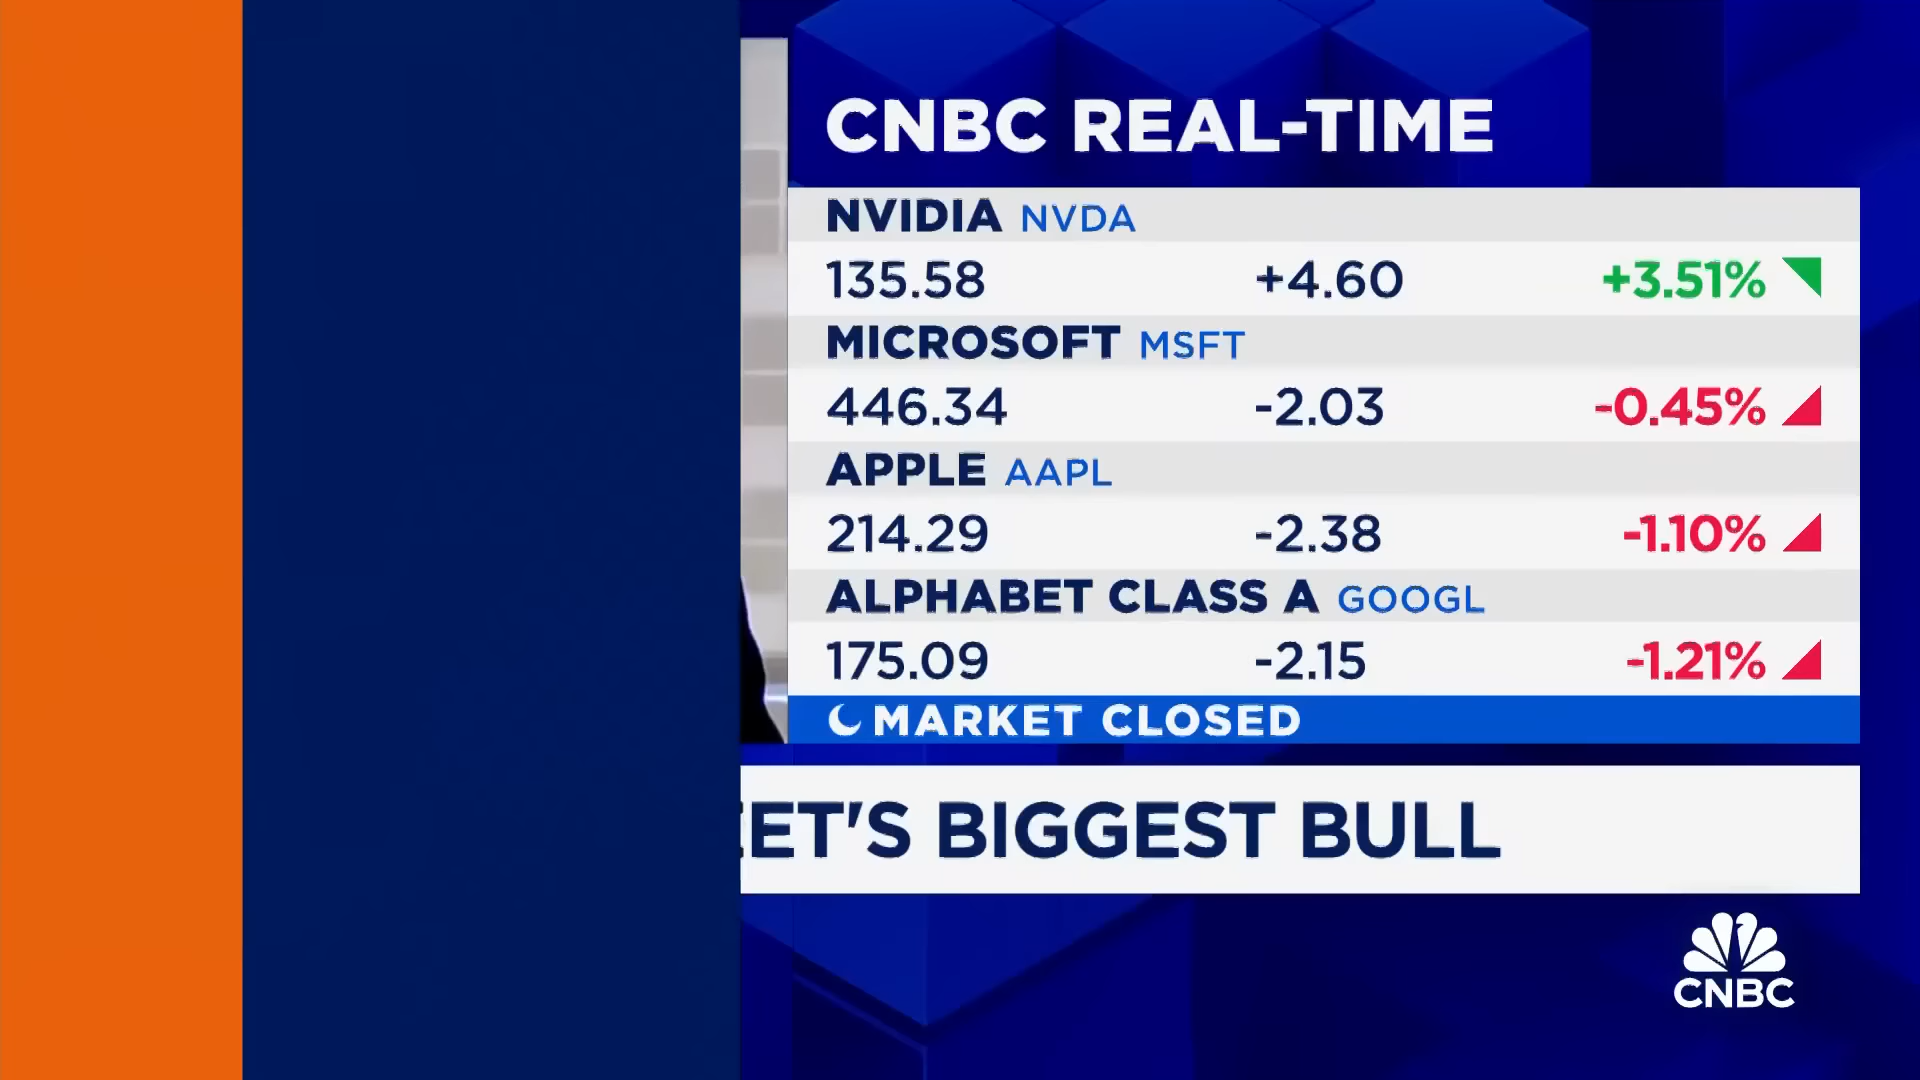 CNBC REAL-TIME
NVIDIA NVDA
135.58 +4.60 +3.51%
MICROSOFT MSFT
446.34 -2.03 -0.45%
APPLE AAPL
214.29 -2.38 -1.10%
ALPHABET CLASS A GOOGL
175.09 -2.15 -1.21%
MARKET CLOSED
EET'S BIGGEST BULL
CNBC